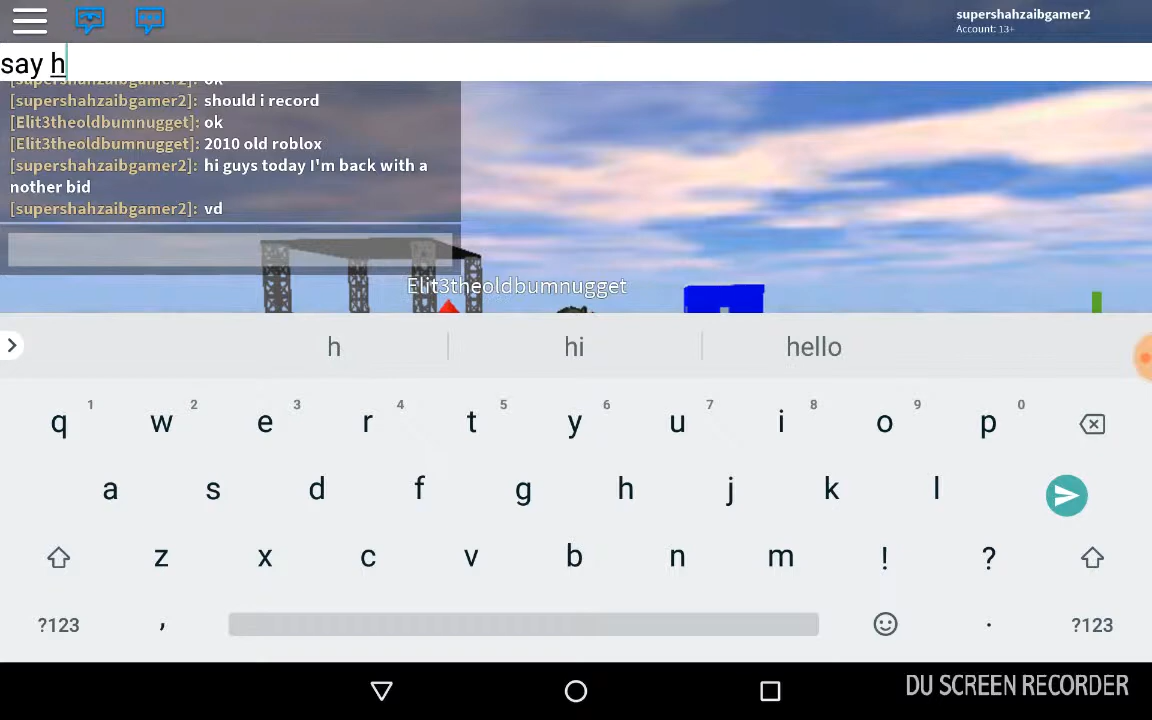 supershahzaibgamer2
Account: 13+
say h
[supershahzaibgamer2]: ok
[supershahzaibgamer2]: should i record
[Elit3theoldbumnugget]: ok
[Elit3theoldbumnugget]: 2010 old roblox
[supershahzaibgamer2]: hi guys today I'm back with a
nother bid
[supershahzaibgamer2]: vd
Elit3theoldbumnugget
h hi hello
1 2 3 4 5 6 7 8 9 0
q w e r t y u i o p
a s d f g h j k l
z x c v b n m ! ?
?123 , . ?123
DU SCREEN RECORDER